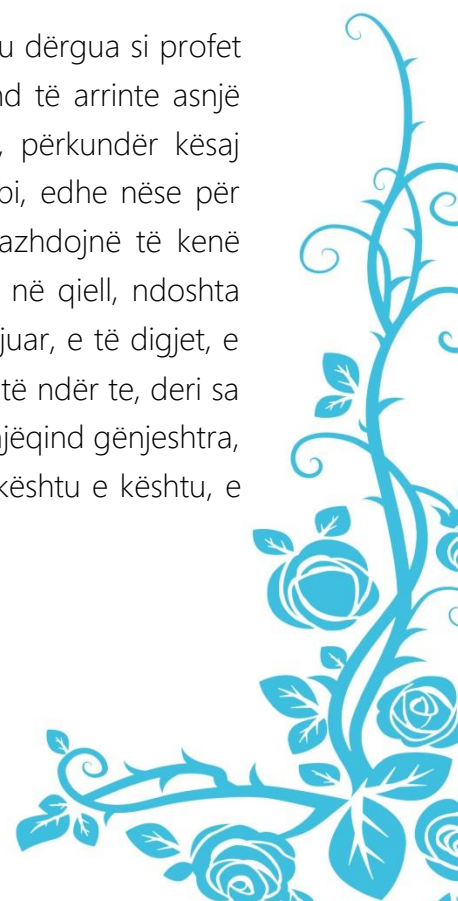 u dërgua si profet
nd të arrinte asnjë
, përkundër kësaj
pi, edhe nëse për
azhdojnë të kenë
në qiell, ndoshta
juar, e të digjet, e
të ndër te, deri sa
njëqind gënjeshtra,
kështu e kështu, e